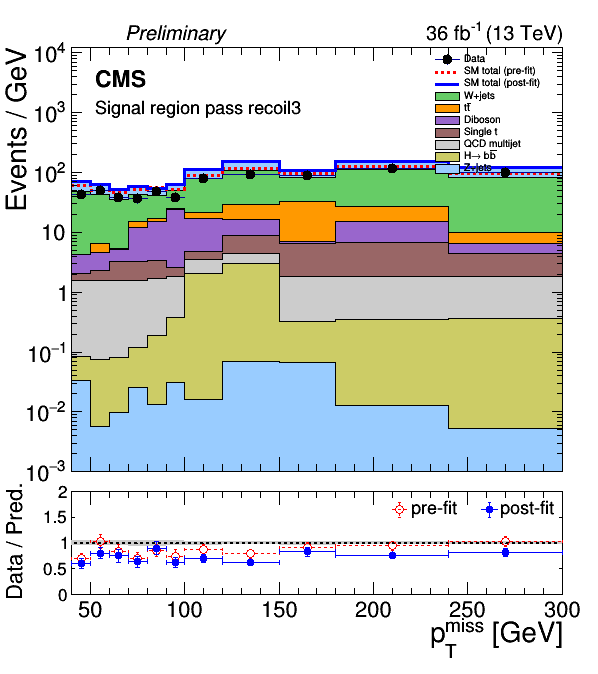 Preliminary 36 fb⁻¹ (13 TeV)
CMS
Signal region pass recoil3
Data
SM total (pre-fit)
SM total (post-fit)
W+jets
tt̅
Diboson
Single t
QCD multijet
H→ bb̅
Z+jets
Events / GeV
10⁴
10³
10²
10
1
10⁻¹
10⁻²
10⁻³
pre-fit post-fit
Data / Pred.
2
1.5
1
0.5
0
50 100 150 200 250 300
p_T^miss [GeV]